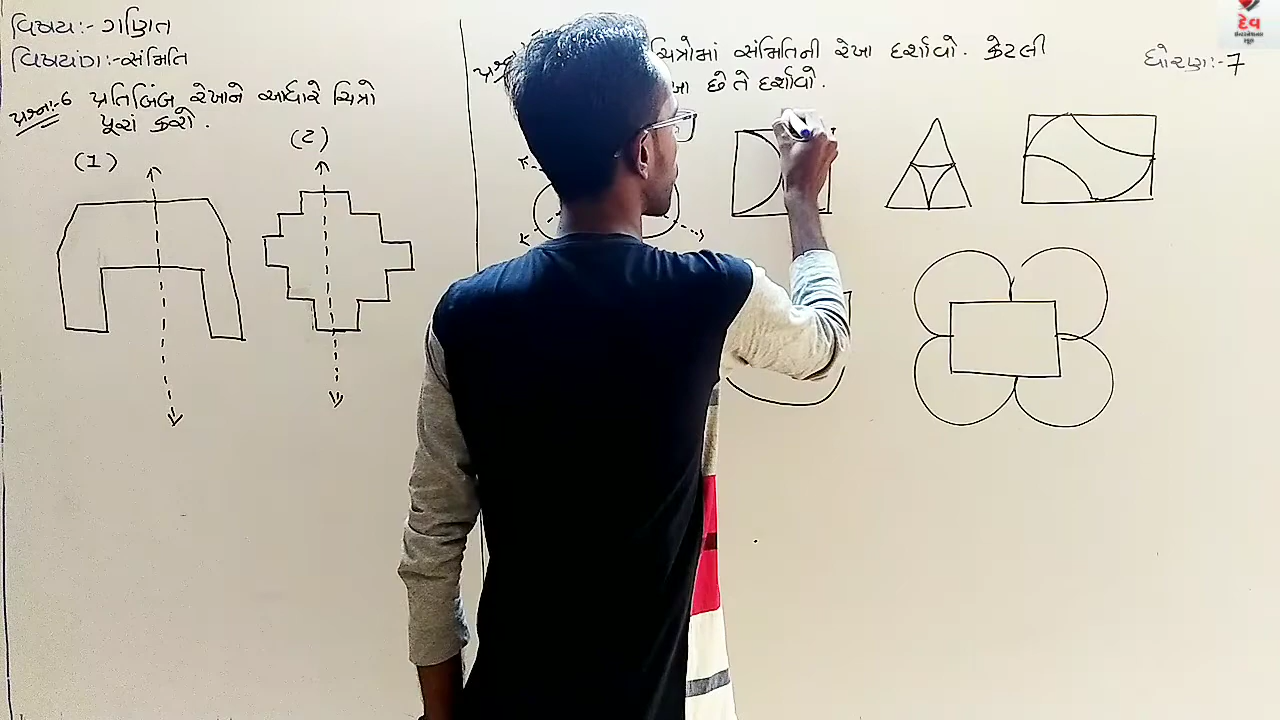 વિષય:- ગણિત
વિષયાંગ:- સંમિતિ
પ્રશ્ન:-6 પ્રતિબિંબ રેખાને આધારે ચિત્રો
પૂરાં કરો.
(1)
(2)
ચિત્રોમાં સંમિતિની રેખા દર્શાવો. કેટલી
છે તે દર્શાવો.
ધોરણ:- 7
દેવ